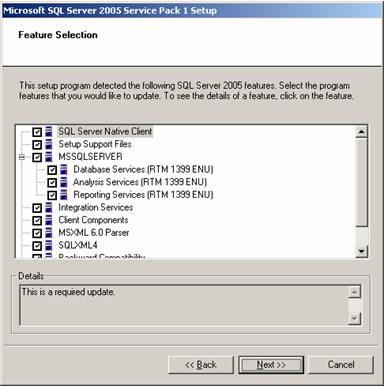 Microsoft SQL Server 2005 Service Pack 1 Setup
Feature Selection
This setup program detected the following SQL Server 2005 features. Select the program
features that you would like to update. To see the details of a feature, click on the feature.
SQL Server Native Client
Setup Support Files
MSSQLSERVER
Database Services (RTM 1399 ENU)
Analysis Services (RTM 1399 ENU)
Reporting Services (RTM 1399 ENU)
Integration Services
Client Components
MSXML 6.0 Parser
SQLXML4
Backward Compatibility
Details
This is a required update.
<< Back
Next >>
Cancel